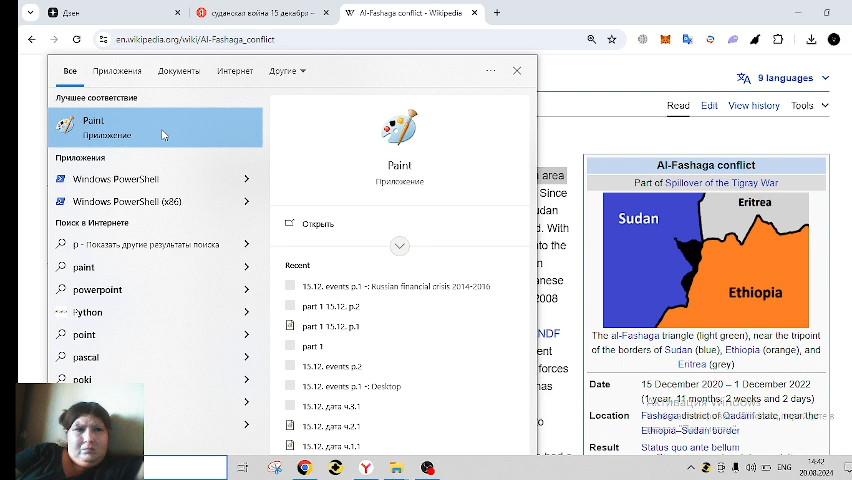 Дзен
суданская война 15 декабря –
Al-Fashaga conflict - Wikipedia
en.wikipedia.org/wiki/Al-Fashaga_conflict
Все
Приложения
Документы
Интернет
Другие
Лучшее соответствие
Paint
Приложение
Приложения
Windows PowerShell
Windows PowerShell (x86)
Поиск в Интернете
p - Показать другие результаты поиска
paint
powerpoint
Python
point
pascal
poki
Paint
Приложение
Открыть
Recent
15.12. events p.1 -: Russian financial crisis 2014-2016
part 1 15.12. p.2
part 1 15.12. p.1
part 1
15.12. events p.2
15.12. events p.1 -: Desktop
15.12. дата ч.3.1
15.12. дата ч.2.1
15.12. дата ч.1.1
area
Since
With
to the
2008
NDF
forces
has
9 languages
Read
Edit
View history
Tools
Al-Fashaga conflict
Part of Spillover of the Tigray War
Sudan
Eritrea
Ethiopia
The al-Fashaga triangle (light green), near the tripoint
of the borders of Sudan (blue), Ethiopia (orange), and
Eritrea (grey)
Date
15 December 2020 – 1 December 2022
(1 year, 11 months, 2 weeks and 2 days)
Активация Windows
Location
Fashaga district of Qadarif state, near the
Ethiopia–Sudan border
Result
Status quo ante bellum
ENG
14:42
20.08.2024